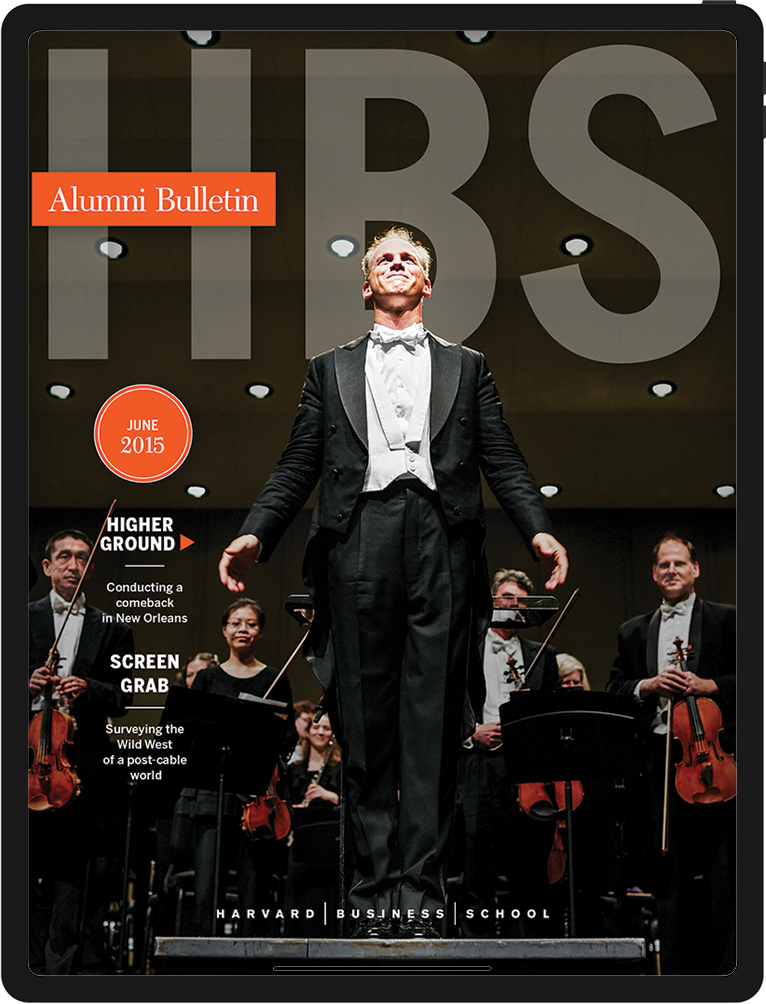 HBS
Alumni Bulletin
JUNE
2015
HIGHER
GROUND
Conducting a
comeback
in New Orleans
SCREEN
GRAB
Surveying the
Wild West
of a post-cable
world
HARVARD | BUSINESS | SCHOOL